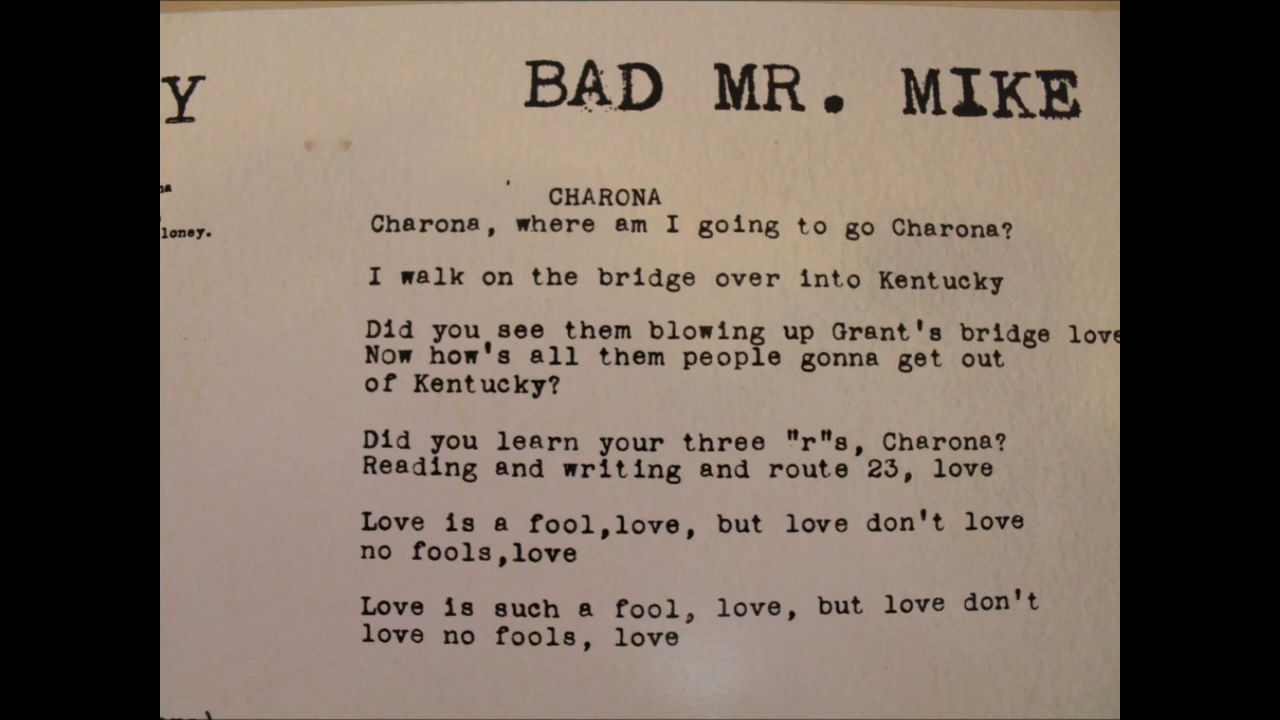 Y
BAD MR. MIKE
loney.
CHARONA
Charona, where am I going to go Charona?
I walk on the bridge over into Kentucky
Did you see them blowing up Grant's bridge love
Now how's all them people gonna get out
of Kentucky?
Did you learn your three "r"s, Charona?
Reading and writing and route 23, love
Love is a fool,love, but love don't love
no fools,love
Love is such a fool, love, but love don't
love no fools, love